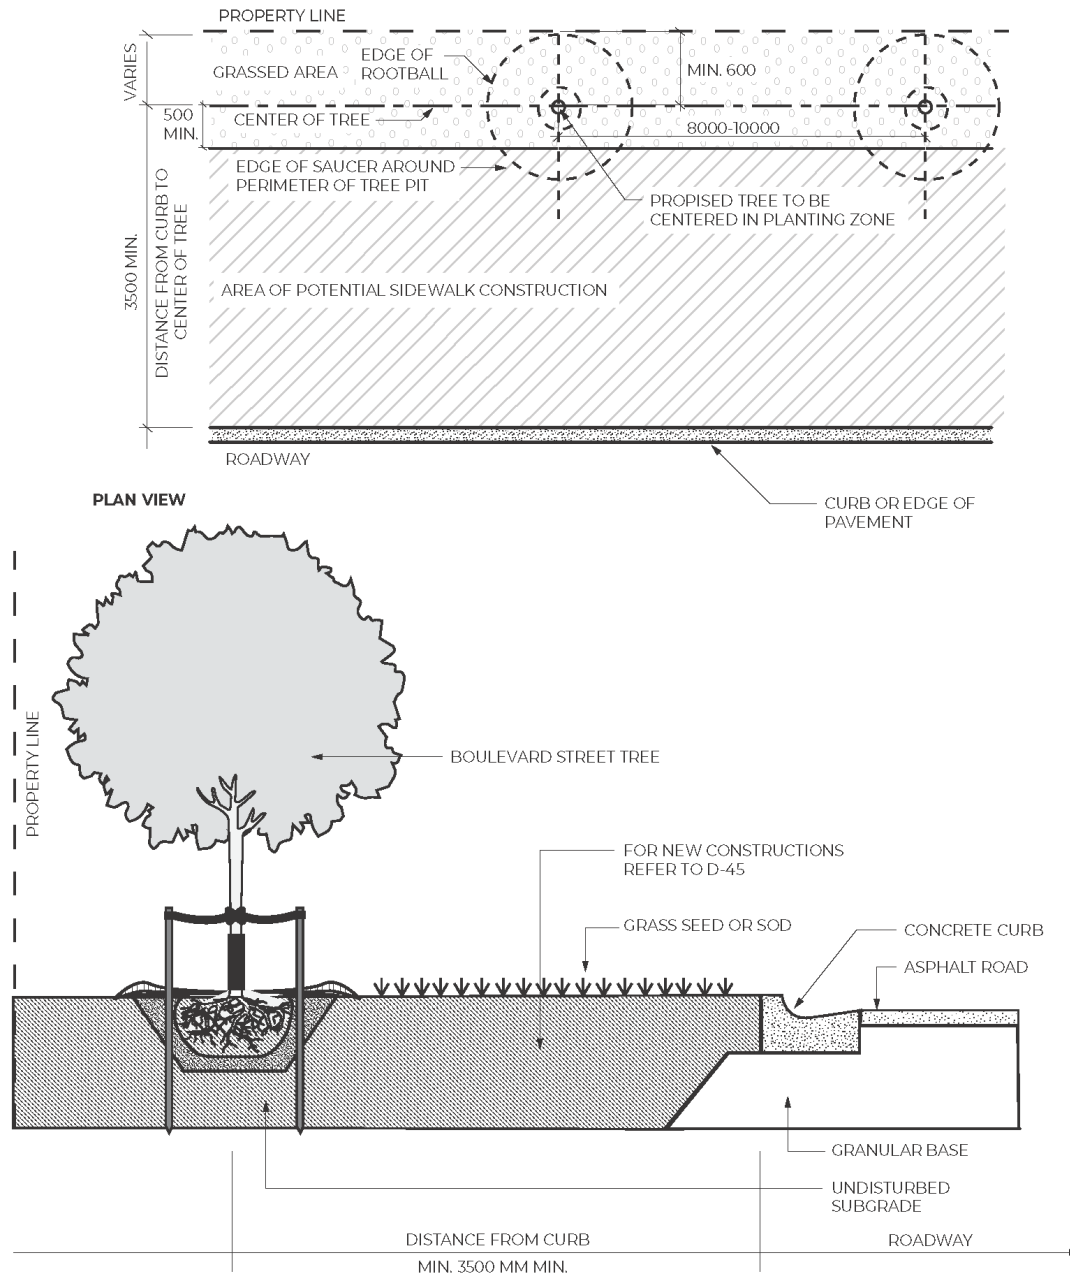 PROPERTY LINE
VARIES
GRASSED AREA
EDGE OF
ROOTBALL
MIN. 600
500
MIN.
CENTER OF TREE
8000-10000
EDGE OF SAUCER AROUND
PERIMETER OF TREE PIT
PROPISED TREE TO BE
CENTERED IN PLANTING ZONE
3500 MIN.
DISTANCE FROM CURB TO
CENTER OF TREE
AREA OF POTENTIAL SIDEWALK CONSTRUCTION
ROADWAY
CURB OR EDGE OF
PAVEMENT
PLAN VIEW
PROPERTY LINE
BOULEVARD STREET TREE
FOR NEW CONSTRUCTIONS
REFER TO D-45
GRASS SEED OR SOD
CONCRETE CURB
ASPHALT ROAD
GRANULAR BASE
UNDISTURBED
SUBGRADE
DISTANCE FROM CURB
MIN. 3500 MM MIN.
ROADWAY